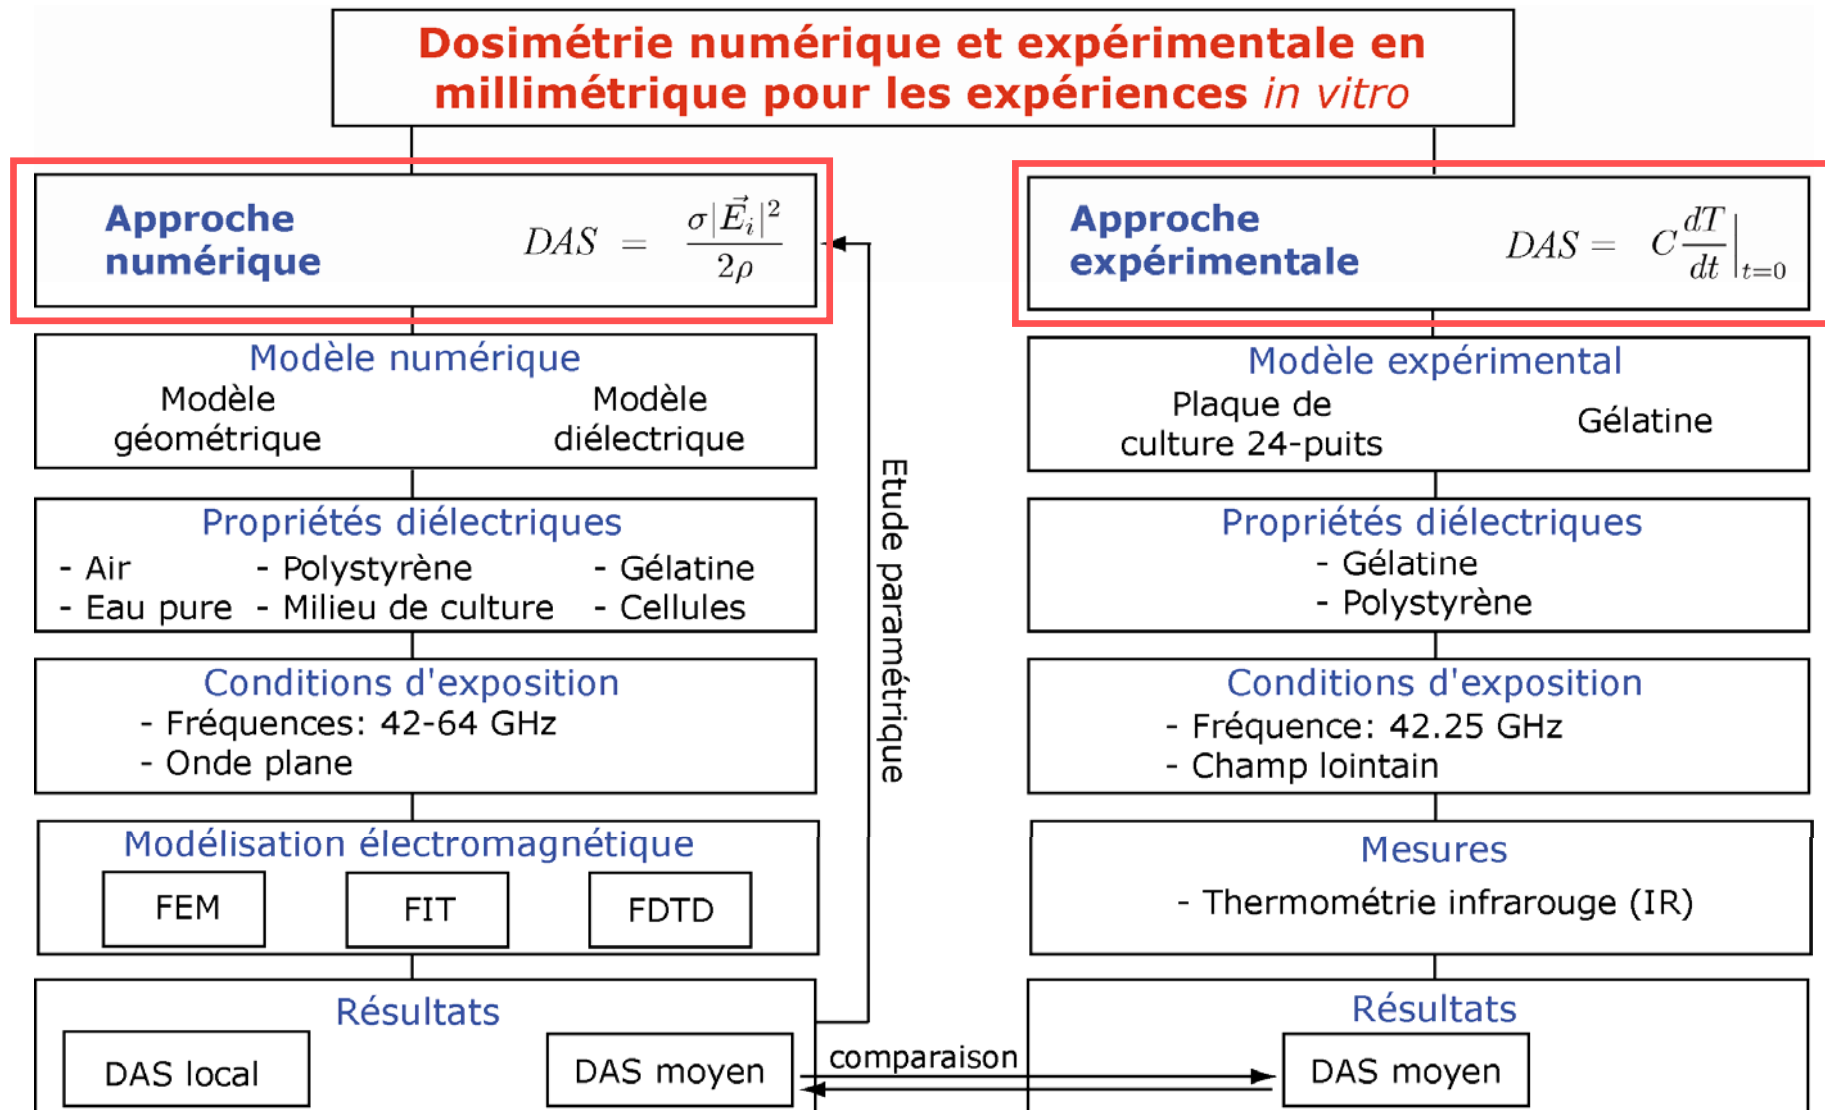 Dosimétrie numérique et expérimentale en
millimétrique pour les expériences in vitro
Approche
numérique
DAS = σ|E⃗ᵢ|² / 2ρ
Modèle numérique
Modèle
géométrique
Modèle
diélectrique
Propriétés diélectriques
- Air - Polystyrène - Gélatine
- Eau pure - Milieu de culture - Cellules
Conditions d'exposition
- Fréquences: 42-64 GHz
- Onde plane
Modélisation électromagnétique
FEM FIT FDTD
Résultats
DAS local DAS moyen
Etude paramétrique
comparaison
Approche
expérimentale
DAS = C dT/dt |t=0
Modèle expérimental
Plaque de
culture 24-puits
Gélatine
Propriétés diélectriques
- Gélatine
- Polystyrène
Conditions d'exposition
- Fréquence: 42.25 GHz
- Champ lointain
Mesures
- Thermométrie infrarouge (IR)
Résultats
DAS moyen